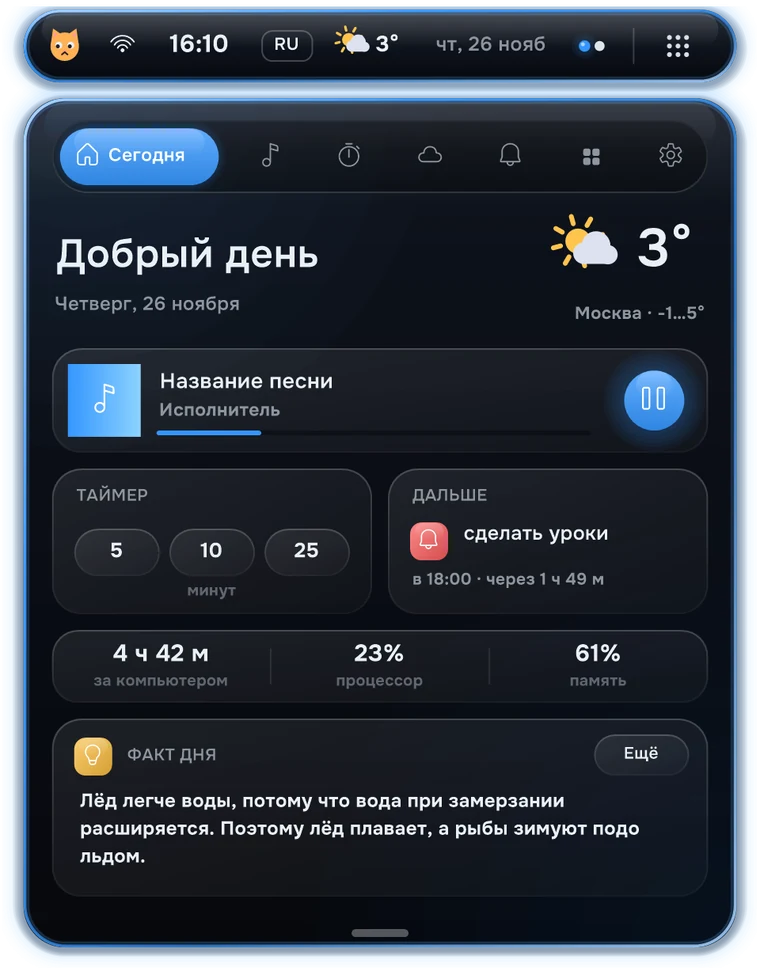 16:10
RU
3°
чт, 26 нояб
Сегодня
Добрый день
3°
Четверг, 26 ноября
Москва · -1...5°
Название песни
Исполнитель
ТАЙМЕР
5
10
25
минут
ДАЛЬШЕ
сделать уроки
в 18:00 · через 1 ч 49 м
4 ч 42 м
за компьютером
23%
процессор
61%
память
ФАКТ ДНЯ
Ещё
Лёд легче воды, потому что вода при замерзании
расширяется. Поэтому лёд плавает, а рыбы зимуют подо
льдом.